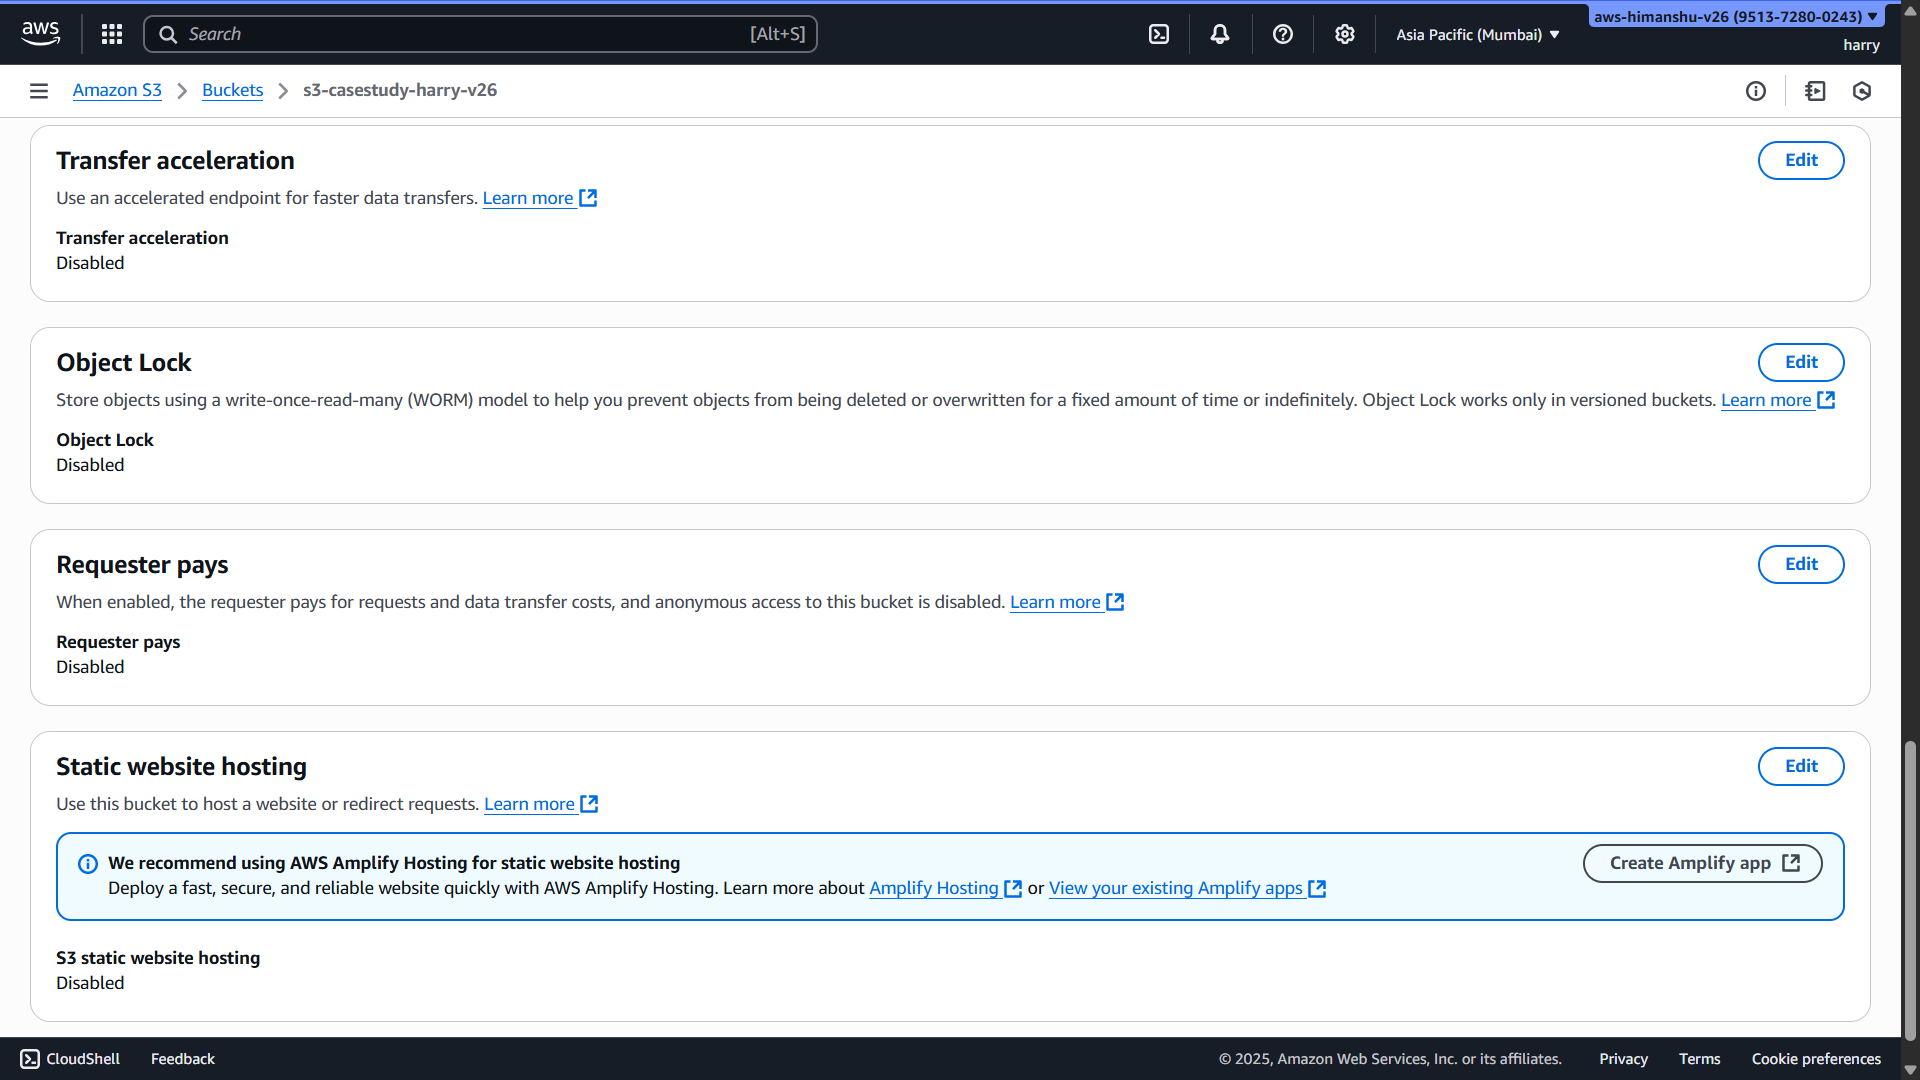 aws
Search
[Alt+S]
Asia Pacific (Mumbai)
aws-himanshu-v26 (9513-7280-0243)
harry
Amazon S3
Buckets
s3-casestudy-harry-v26
Transfer acceleration
Edit
Use an accelerated endpoint for faster data transfers. Learn more
Transfer acceleration
Disabled
Object Lock
Edit
Store objects using a write-once-read-many (WORM) model to help you prevent objects from being deleted or overwritten for a fixed amount of time or indefinitely. Object Lock works only in versioned buckets. Learn more
Object Lock
Disabled
Requester pays
Edit
When enabled, the requester pays for requests and data transfer costs, and anonymous access to this bucket is disabled. Learn more
Requester pays
Disabled
Static website hosting
Edit
Use this bucket to host a website or redirect requests. Learn more
We recommend using AWS Amplify Hosting for static website hosting
Create Amplify app
Deploy a fast, secure, and reliable website quickly with AWS Amplify Hosting. Learn more about Amplify Hosting or View your existing Amplify apps
S3 static website hosting
Disabled
CloudShell
Feedback
© 2025, Amazon Web Services, Inc. or its affiliates.
Privacy
Terms
Cookie preferences